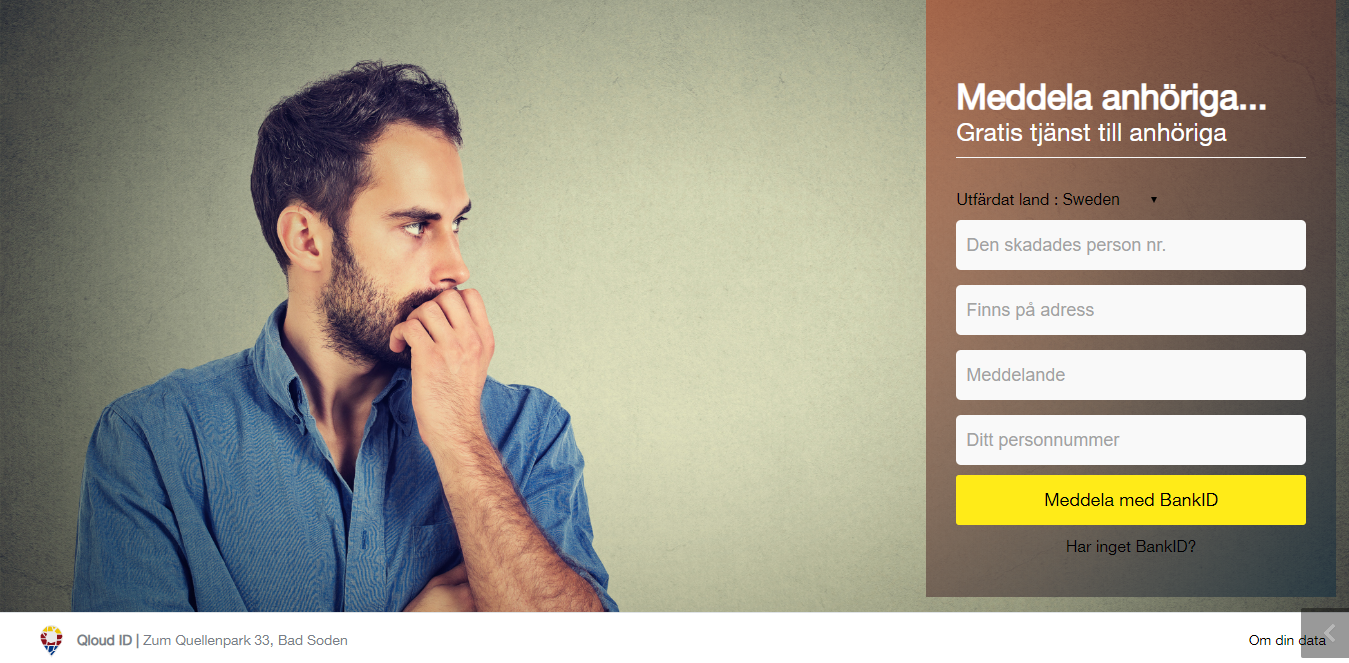 Meddela anhöriga...
Gratis tjänst till anhöriga
Utfärdat land : Sweden
Den skadades person nr.
Finns på adress
Meddelande
Ditt personnummer
Meddela med BankID
Har inget BankID?
Qloud ID | Zum Quellenpark 33, Bad Soden
Om din data